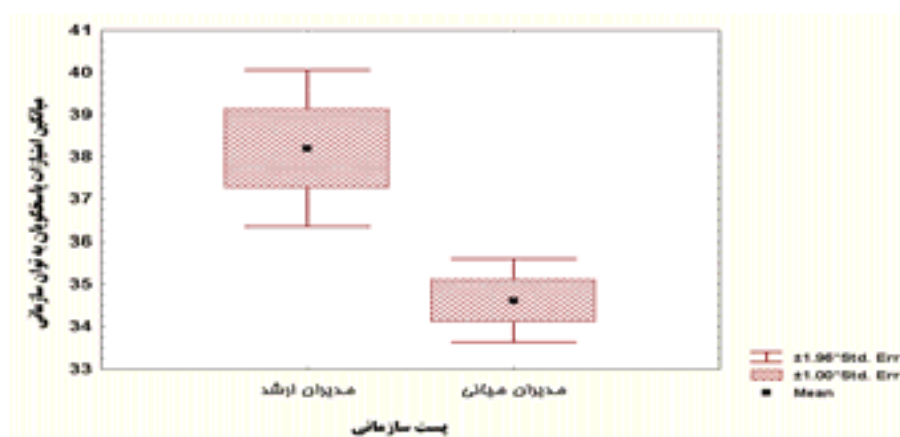 میانگین امتیازات پاسخگویان به توان سازمانی
41
40
39
38
37
36
35
34
33
مدیران ارشد
مدیران میانی
پست سازمانی
±1.96*Std. Err
±1.00*Std. Err
Mean